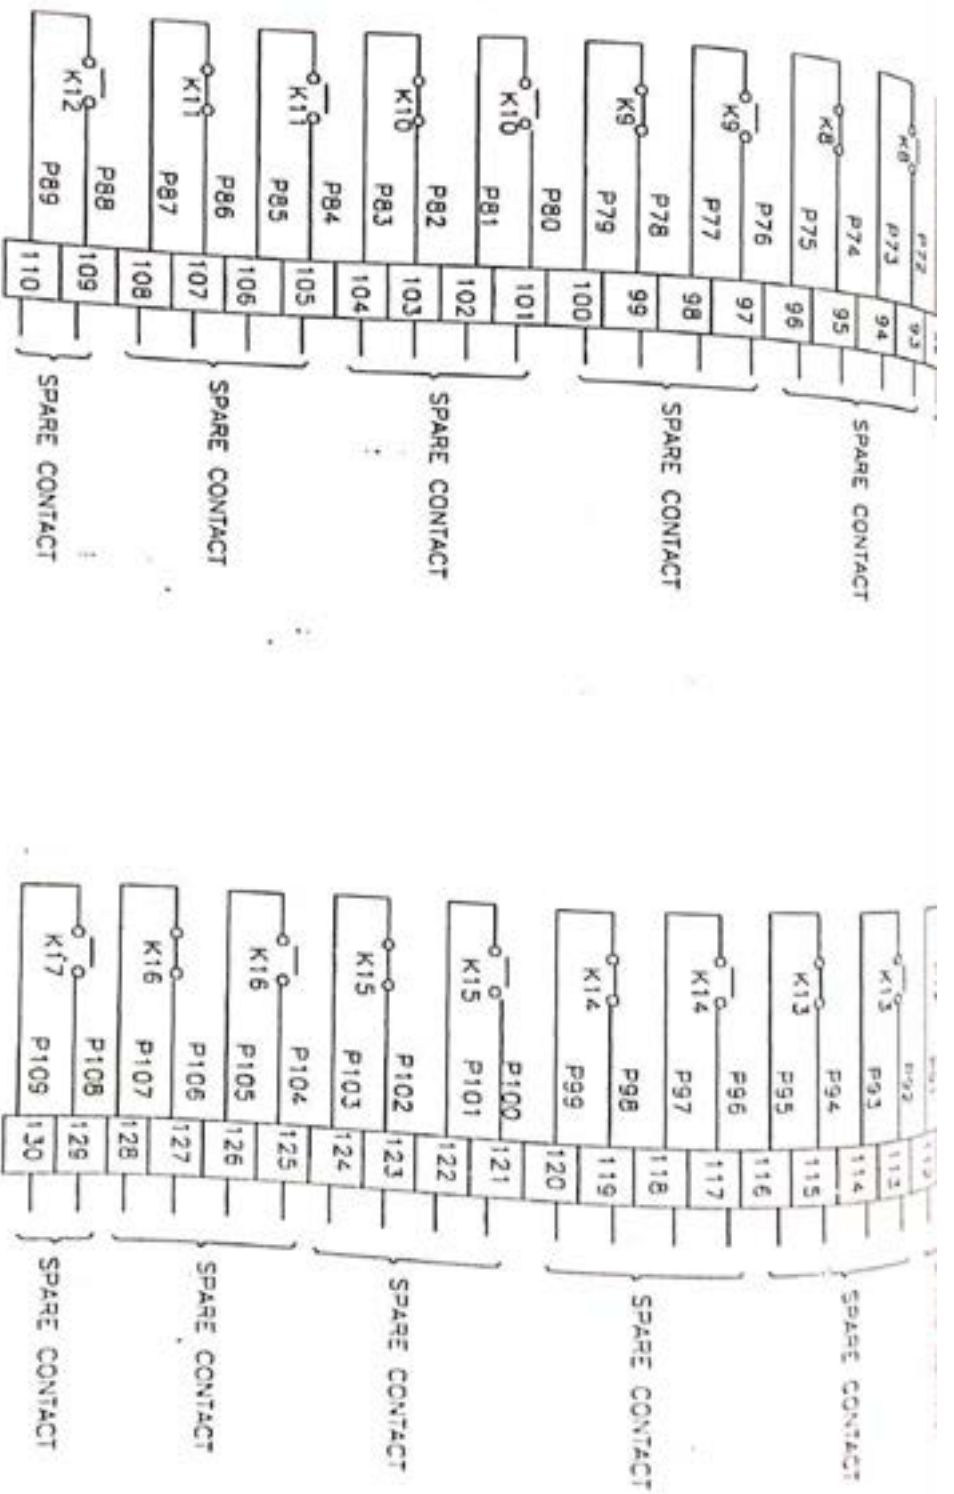 K8 K8 K9 K9 K10 K10 K11 K11 K12
P72 P73 P74 P75 P76 P77 P78 P79 P80 P81 P82 P83 P84 P85 P86 P87 P88 P89
93 94 95 96 97 98 99 100 101 102 103 104 105 106 107 108 109 110
SPARE CONTACT
SPARE CONTACT
SPARE CONTACT
SPARE CONTACT
SPARE CONTACT
K13 K13 K14 K14 K15 K15 K16 K16 K17
P92 P93 P94 P95 P96 P97 P98 P99 P100 P101 P102 P103 P104 P105 P106 P107 P108 P109
113 114 115 116 117 118 119 120 121 122 123 124 125 126 127 128 129 130
SPARE CONTACT
SPARE CONTACT
SPARE CONTACT
SPARE CONTACT
SPARE CONTACT